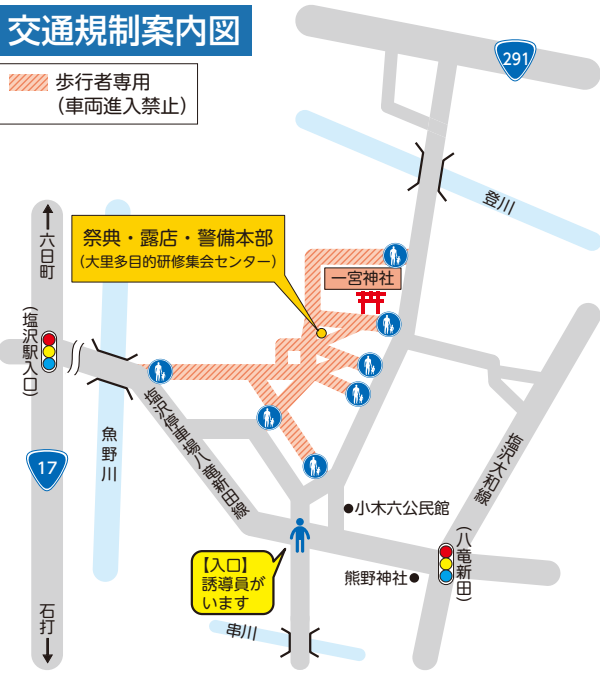 交通規制案内図
歩行者専用
(車両進入禁止)
291
登川
六日町
祭典・露店・警備本部
(大里多目的研修集会センター)
一宮神社
(塩沢駅入口)
魚野川
塩沢停車場八竜新田線
塩沢大和線
17
小木六公民館
(八竜新田)
熊野神社
【入口】
誘導員が
います
石打
串川